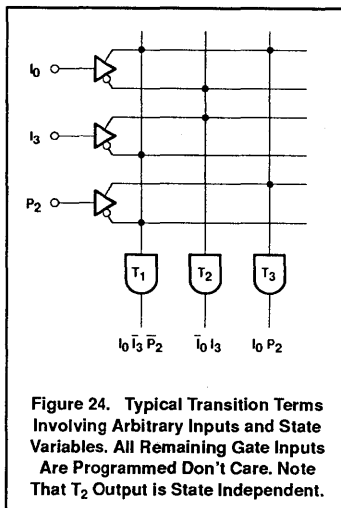 I₀
I₃
P₂
T₁ T₂ T₃
I₀ Ī₃ P̄₂ Ī₀ I₃ I₀ P₂
Figure 24. Typical Transition Terms
Involving Arbitrary Inputs and State
Variables. All Remaining Gate Inputs
Are Programmed Don't Care. Note
That T₂ Output is State Independent.